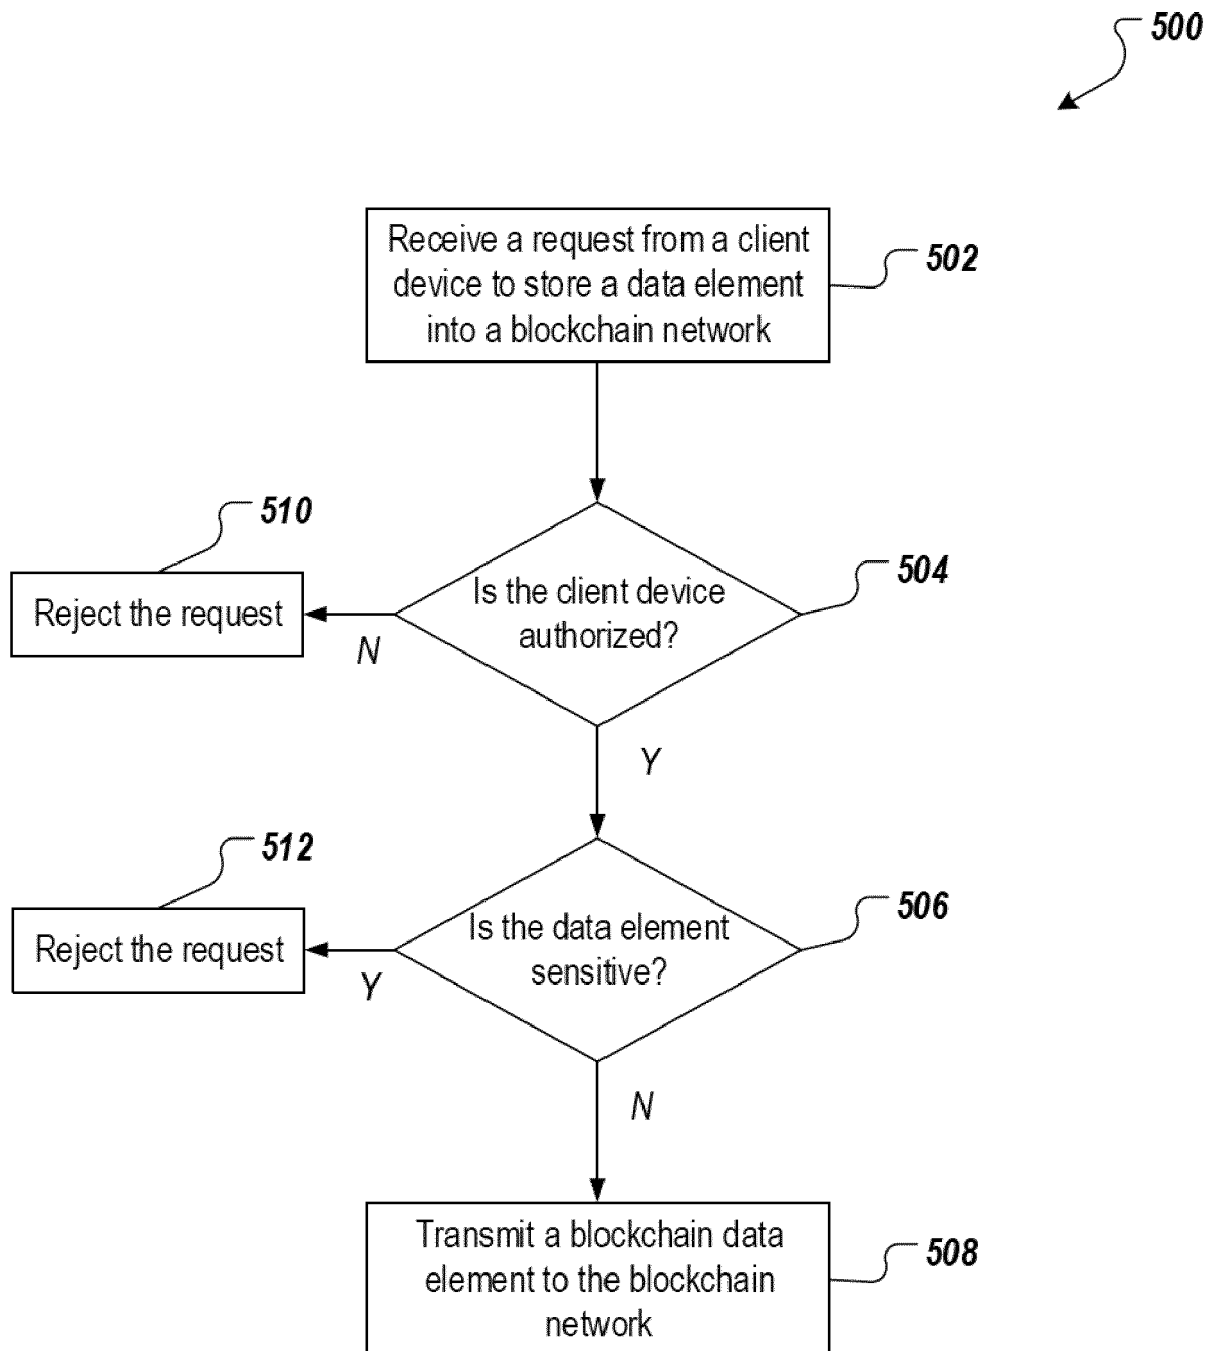 500
Receive a request from a client
device to store a data element
into a blockchain network
502
510
Reject the request
N
Is the client device
authorized?
504
Y
512
Reject the request
Y
Is the data element
sensitive?
506
N
Transmit a blockchain data
element to the blockchain
network
508